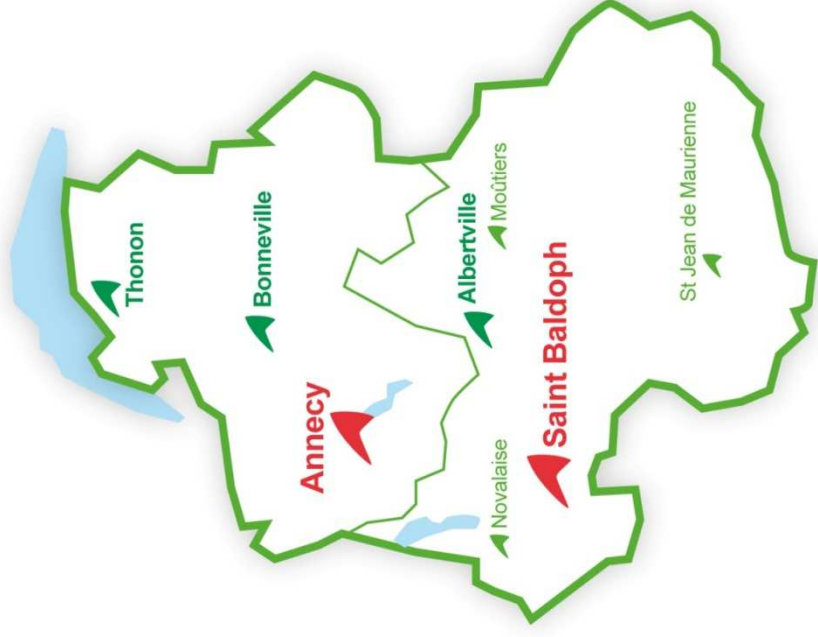 Thonon
Bonneville
Annecy
Albertville
Moûtiers
Novalaise
Saint Baldoph
St Jean de Maurienne